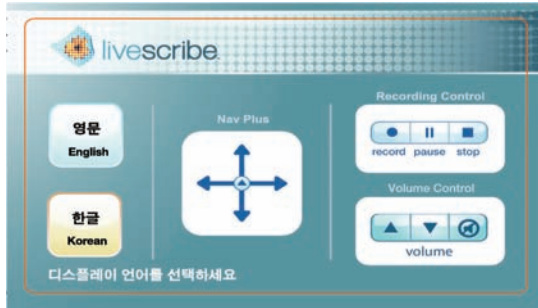 livescribe
영문
English
한글
Korean
디스플레이 언어를 선택하세요
Nav Plus
Recording Control
record pause stop
Volume Control
volume